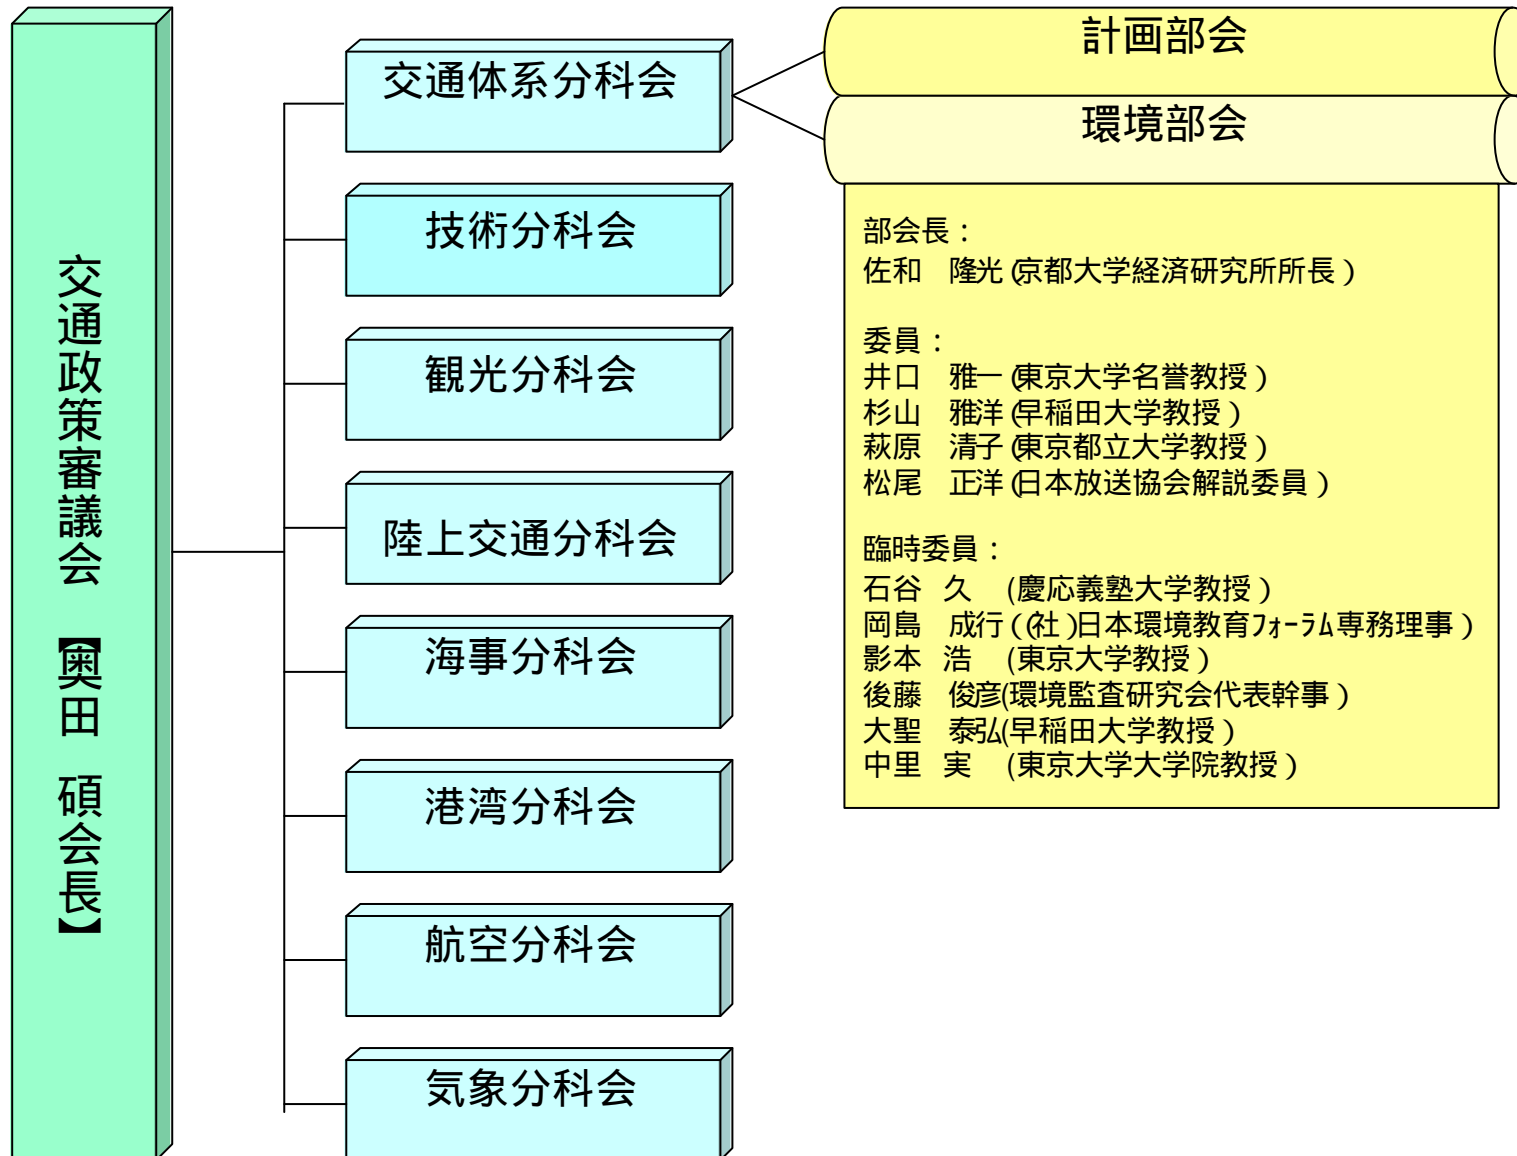 交通政策審議会　【奥田　碩会長】
交通体系分科会
技術分科会
観光分科会
陸上交通分科会
海事分科会
港湾分科会
航空分科会
気象分科会
計画部会
環境部会
部会長：
佐和　隆光(京都大学経済研究所所長)
委員：
井口　雅一(東京大学名誉教授)
杉山　雅洋(早稲田大学教授)
萩原　清子(東京都立大学教授)
松尾　正洋(日本放送協会解説委員)
臨時委員：
石谷　久　(慶応義塾大学教授)
岡島　成行((社)日本環境教育ﾌｫｰﾗﾑ専務理事)
影本　浩　(東京大学教授)
後藤　俊彦(環境監査研究会代表幹事)
大聖　泰弘(早稲田大学教授)
中里　実　(東京大学大学院教授)